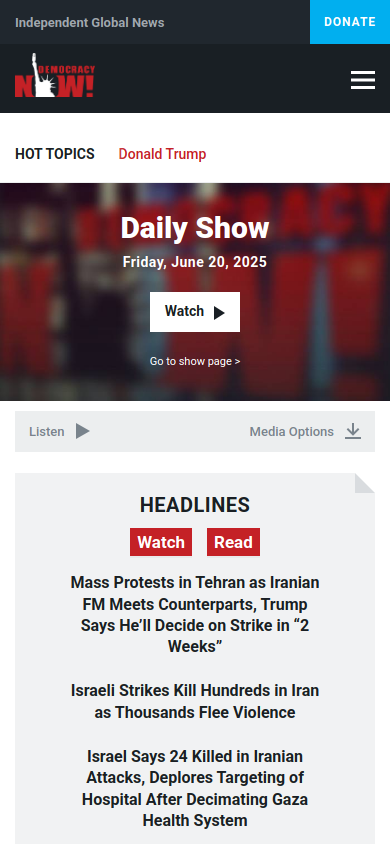 Independent Global News
DONATE
DEMOCRACY
NOW!
HOT TOPICS
Donald Trump
Daily Show
Friday, June 20, 2025
Watch
Go to show page >
Listen
Media Options
HEADLINES
Watch
Read
Mass Protests in Tehran as Iranian
FM Meets Counterparts, Trump
Says He’ll Decide on Strike in “2
Weeks”
Israeli Strikes Kill Hundreds in Iran
as Thousands Flee Violence
Israel Says 24 Killed in Iranian
Attacks, Deplores Targeting of
Hospital After Decimating Gaza
Health System